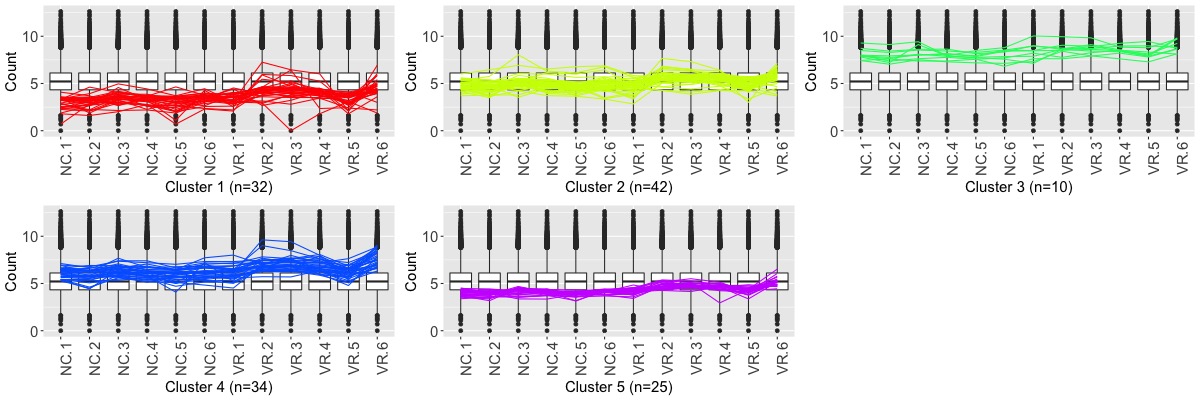 Count
10
5
0
NC.1 NC.2 NC.3 NC.4 NC.5 NC.6 VR.1 VR.2 VR.3 VR.4 VR.5 VR.6
Cluster 1 (n=32)
Count
10
5
0
NC.1 NC.2 NC.3 NC.4 NC.5 NC.6 VR.1 VR.2 VR.3 VR.4 VR.5 VR.6
Cluster 2 (n=42)
Count
10
5
0
NC.1 NC.2 NC.3 NC.4 NC.5 NC.6 VR.1 VR.2 VR.3 VR.4 VR.5 VR.6
Cluster 3 (n=10)
Count
10
5
0
NC.1 NC.2 NC.3 NC.4 NC.5 NC.6 VR.1 VR.2 VR.3 VR.4 VR.5 VR.6
Cluster 4 (n=34)
Count
10
5
0
NC.1 NC.2 NC.3 NC.4 NC.5 NC.6 VR.1 VR.2 VR.3 VR.4 VR.5 VR.6
Cluster 5 (n=25)